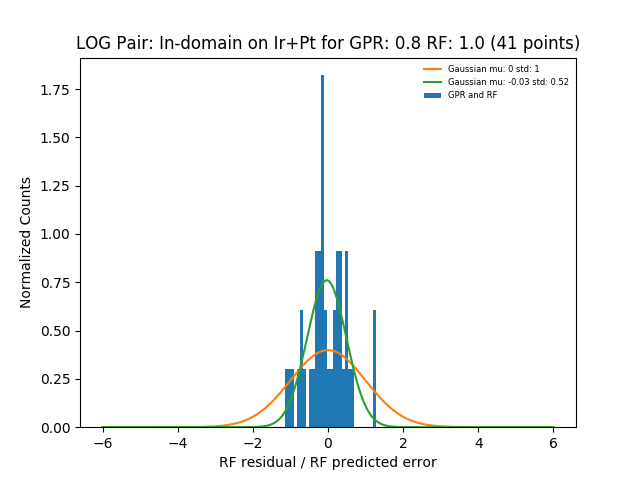 LOG Pair: In-domain on Ir+Pt for GPR: 0.8 RF: 1.0 (41 points)
Gaussian mu: 0 std: 1
Gaussian mu: -0.03 std: 0.52
GPR and RF
Normalized Counts
1.75
1.50
1.25
1.00
0.75
0.50
0.25
0.00
−6
−4
−2
0
2
4
6
RF residual / RF predicted error